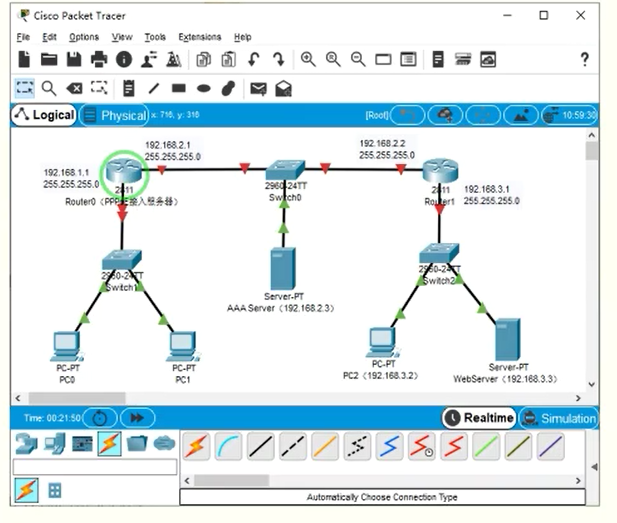 Cisco Packet Tracer
File Edit Options View Tools Extensions Help
Logical
Physical
x: 716, y: 316
[Root]
10:59:30
192.168.2.1
255.255.255.0
192.168.2.2
255.255.255.0
192.168.1.1
255.255.255.0
2811
Router0（PPPoE接入服务器）
2960-24TT
Switch0
2811
Router1
192.168.3.1
255.255.255.0
2960-24TT
Switch1
2960-24TT
Switch2
Server-PT
AAA Server（192.168.2.3）
PC-PT
PC0
PC-PT
PC1
PC-PT
PC2（192.168.3.2）
Server-PT
WebServer（192.168.3.3）
Time: 00:21:50
Realtime
Simulation
Automatically Choose Connection Type